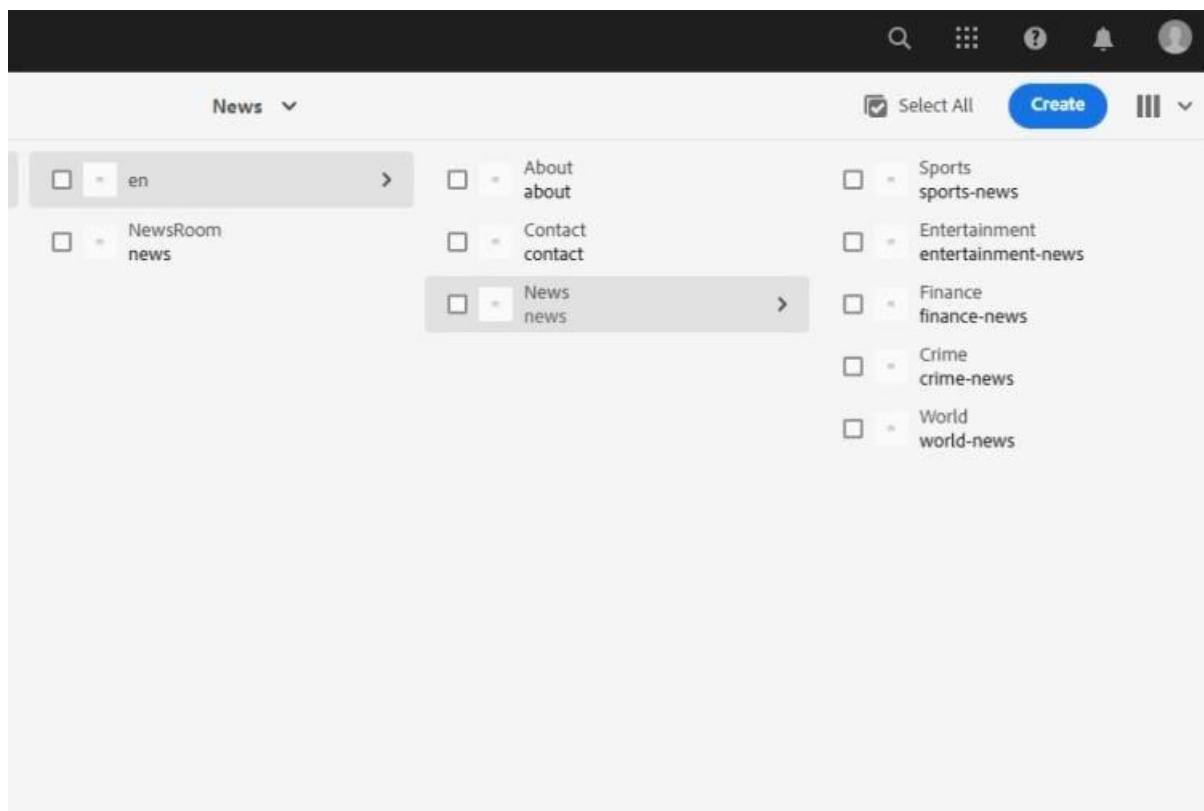 News
Select All
Create
en
NewsRoom
news
About
about
Contact
contact
News
news
Sports
sports-news
Entertainment
entertainment-news
Finance
finance-news
Crime
crime-news
World
world-news